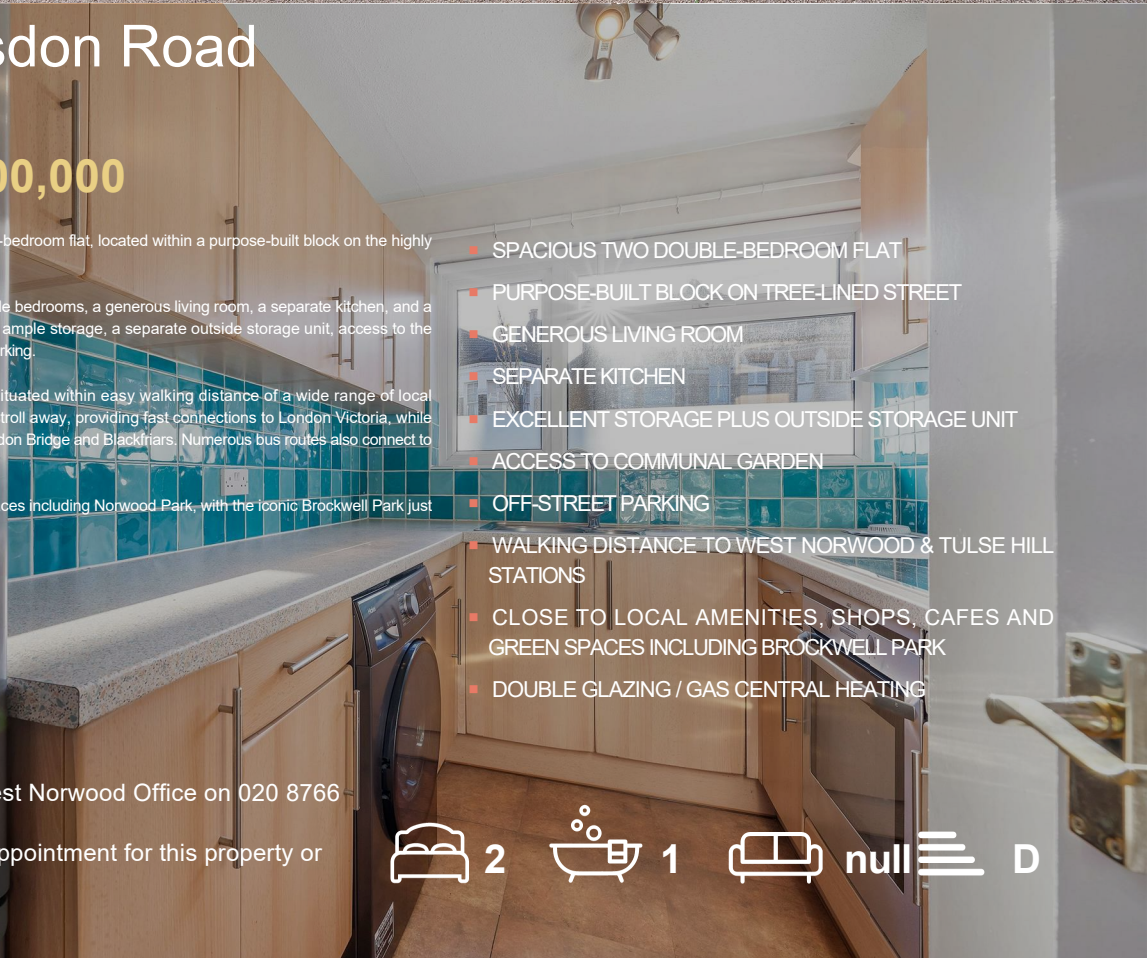 sdon Road
00,000
-bedroom flat, located within a purpose-built block on the highly
le bedrooms, a generous living room, a separate kitchen, and a
ample storage, a separate outside storage unit, access to the
rking.
ituated within easy walking distance of a wide range of local
troll away, providing fast connections to London Victoria, while
don Bridge and Blackfriars. Numerous bus routes also connect to
ces including Norwood Park, with the iconic Brockwell Park just
SPACIOUS TWO DOUBLE-BEDROOM FLAT
PURPOSE-BUILT BLOCK ON TREE-LINED STREET
GENEROUS LIVING ROOM
SEPARATE KITCHEN
EXCELLENT STORAGE PLUS OUTSIDE STORAGE UNIT
ACCESS TO COMMUNAL GARDEN
OFF-STREET PARKING
WALKING DISTANCE TO WEST NORWOOD & TULSE HILL
STATIONS
CLOSE TO LOCAL AMENITIES, SHOPS, CAFES AND
GREEN SPACES INCLUDING BROCKWELL PARK
DOUBLE GLAZING / GAS CENTRAL HEATING
est Norwood Office on 020 8766
ppointment for this property or
2 1 null D